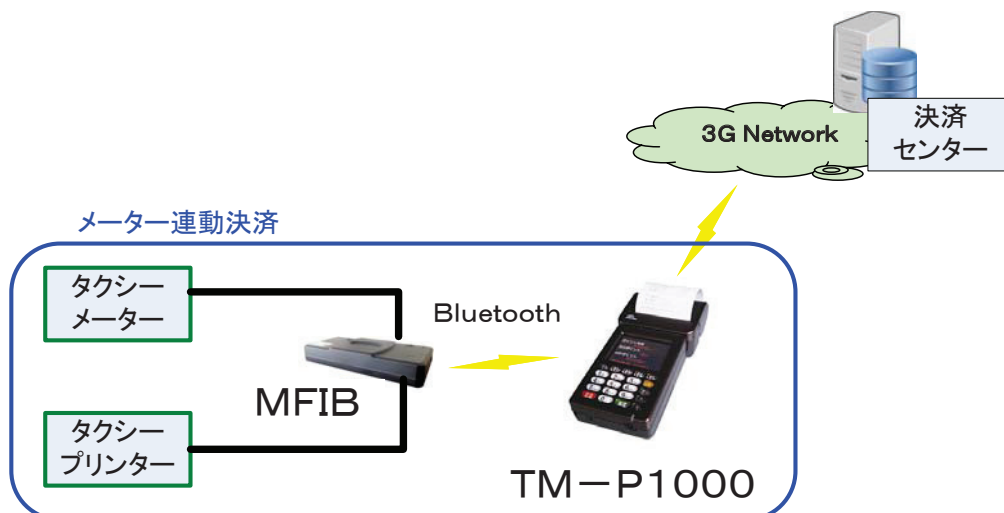 3G Network
決済
センター
メーター連動決済
タクシー
メーター
Bluetooth
MFIB
タクシー
プリンター
TM－P1000